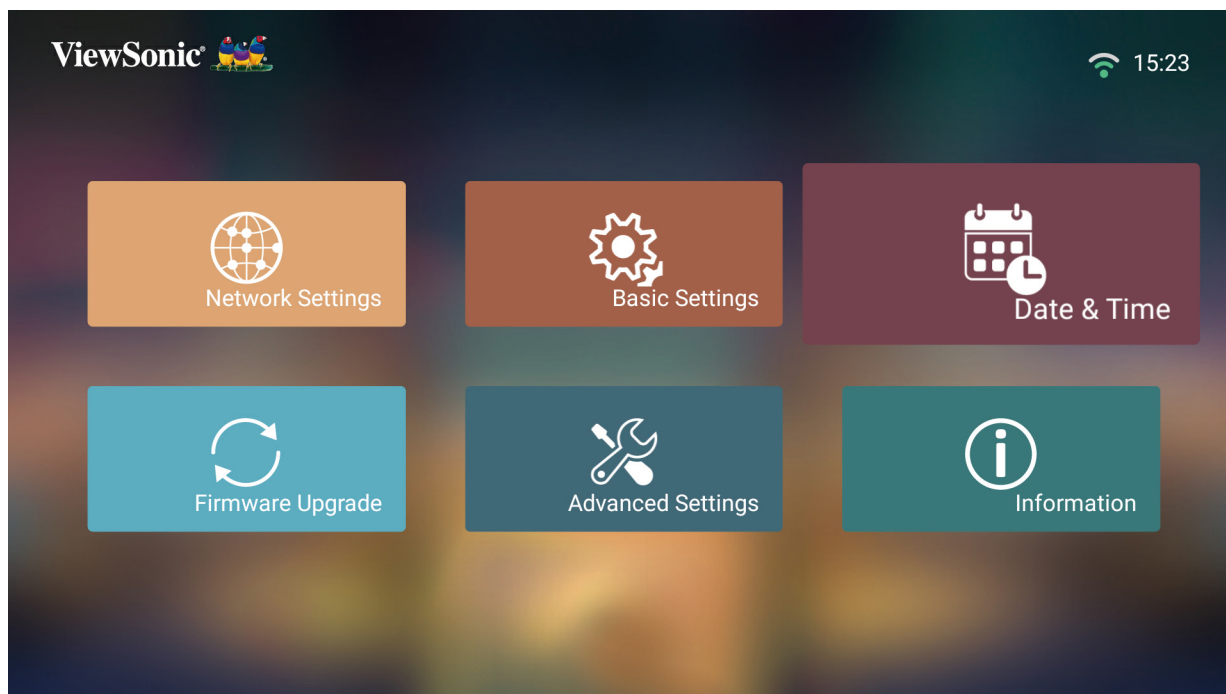 ViewSonic®
15:23
Network Settings
Basic Settings
Date & Time
Firmware Upgrade
Advanced Settings
Information